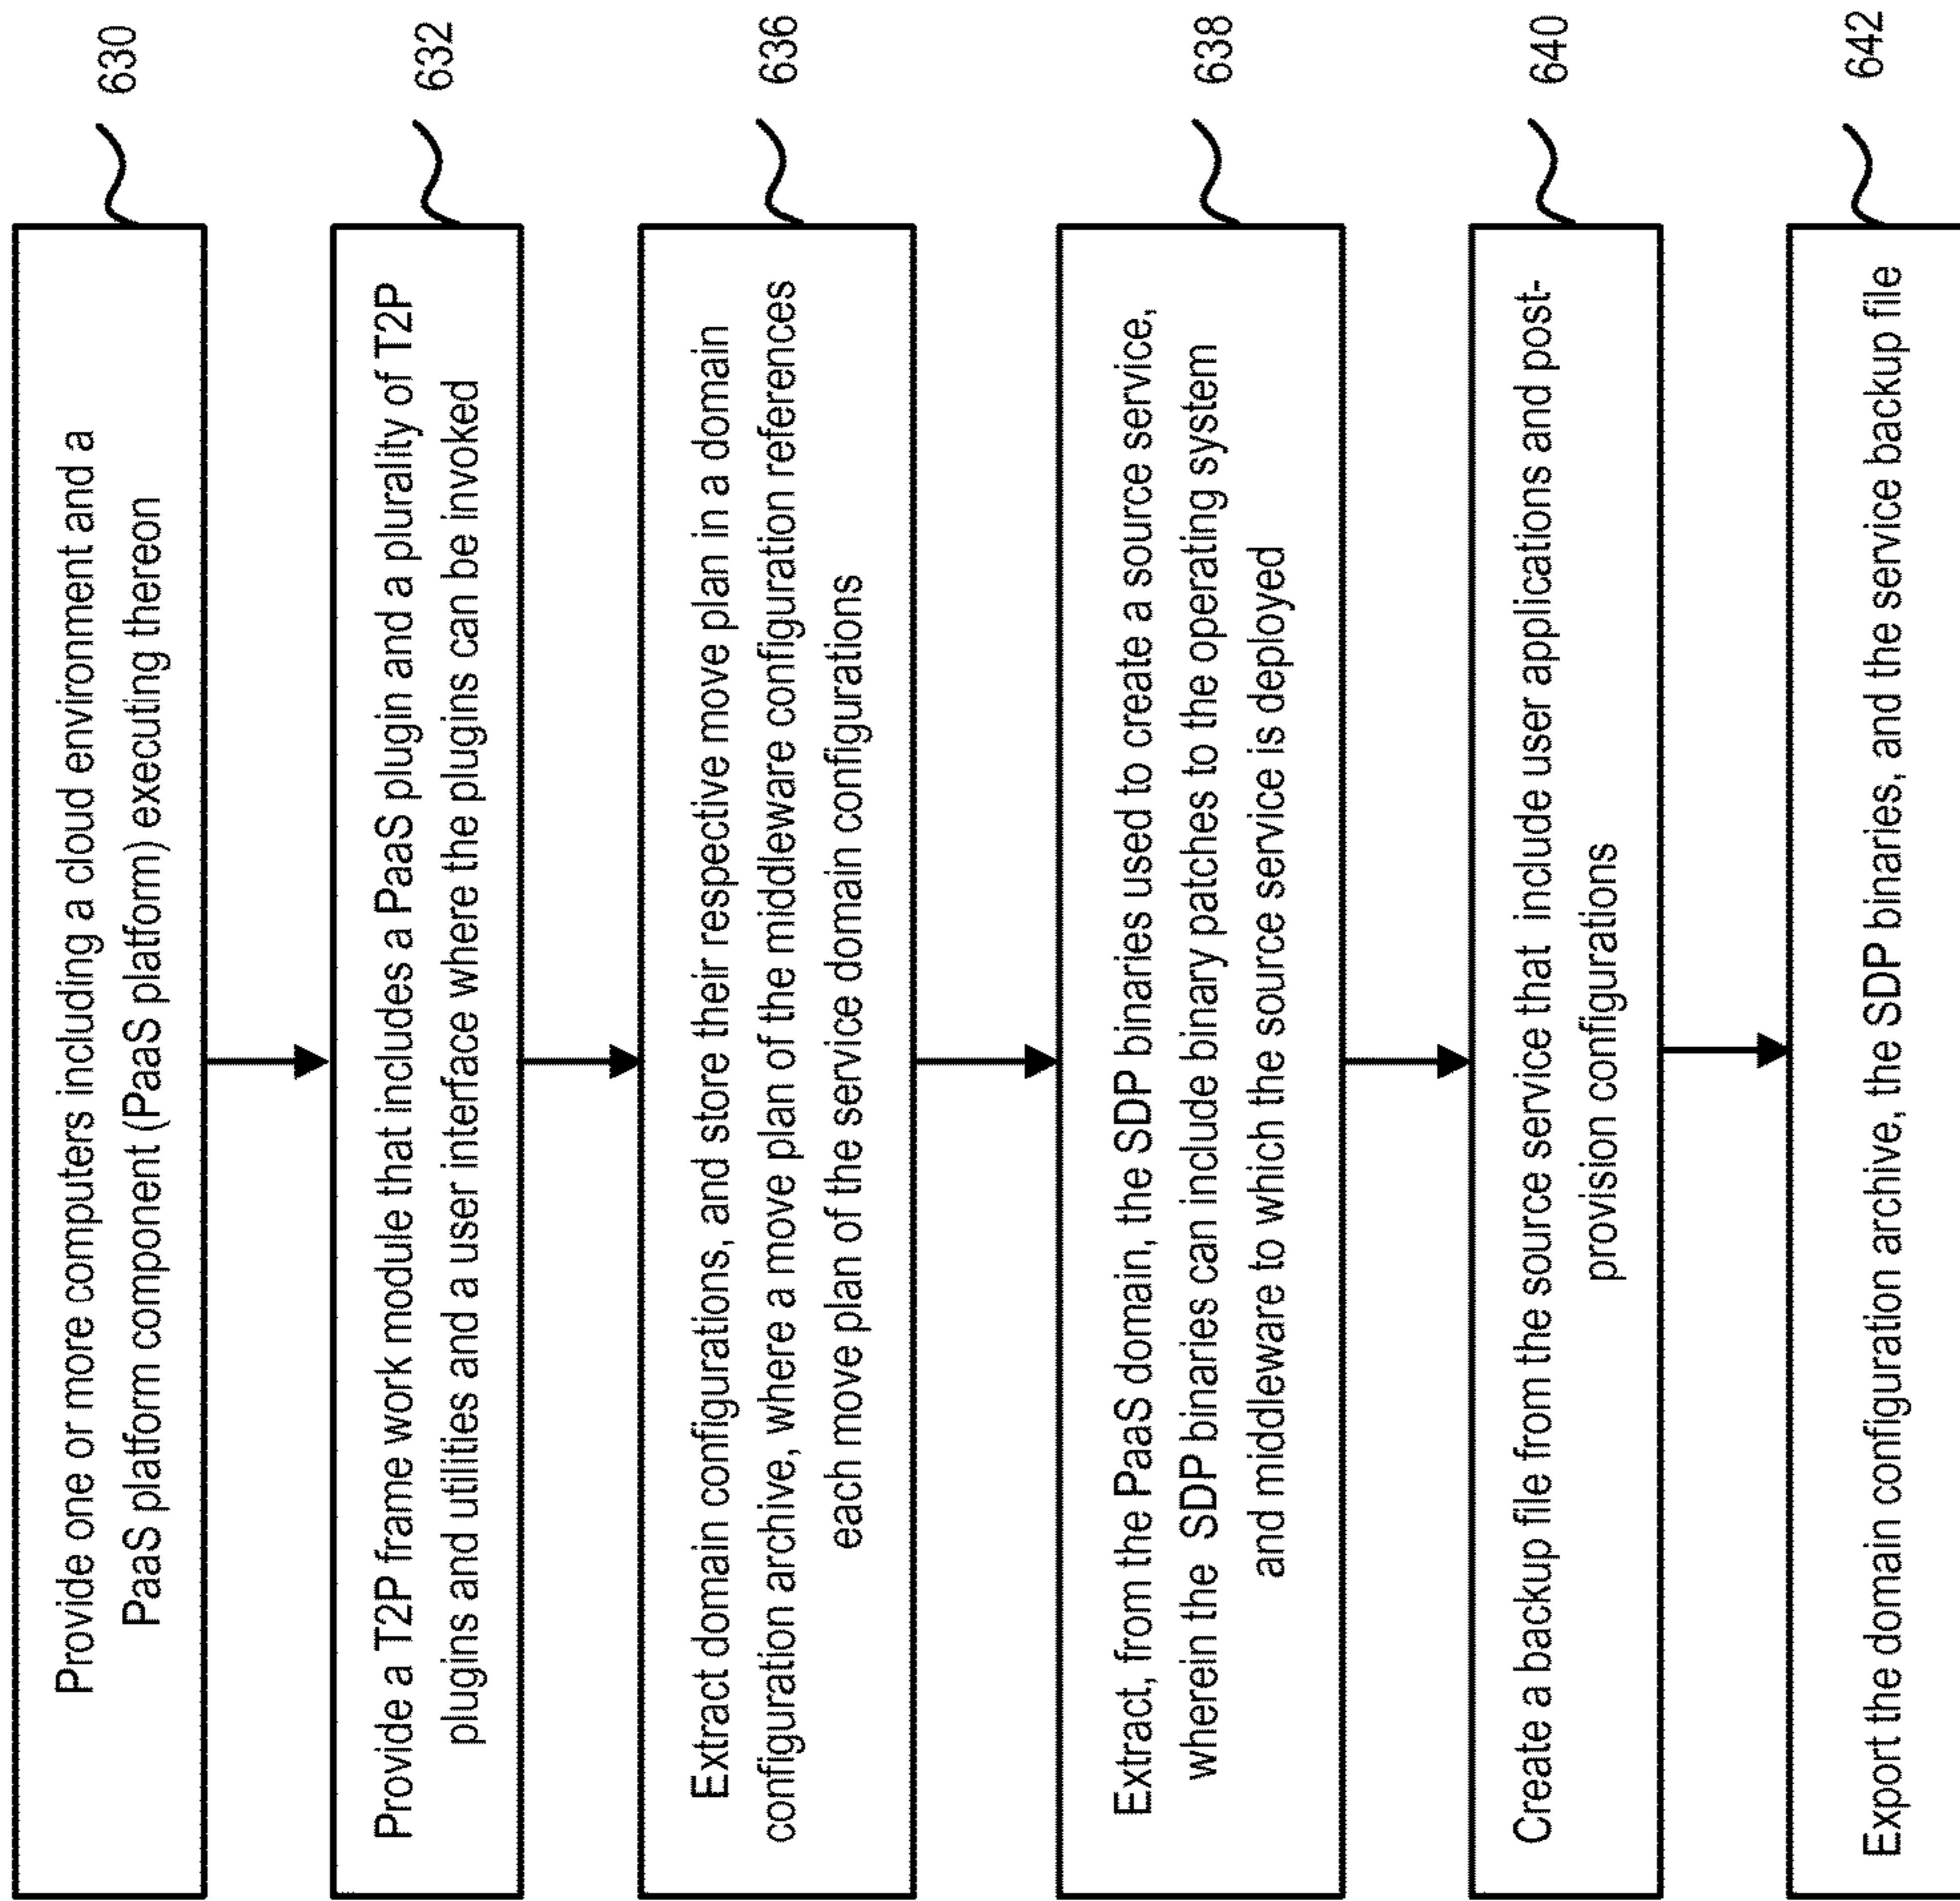 Provide one or more computers including a cloud environment and a
PaaS platform component (PaaS platform) executing thereon
630
Provide a T2P frame work module that includes a PaaS plugin and a plurality of T2P
plugins and utilities and a user interface where the plugins can be invoked
632
Extract domain configurations, and store their respective move plan in a domain
configuration archive, where a move plan of the middleware configuration references
each move plan of the service domain configurations
636
Extract, from the PaaS domain, the SDP binaries used to create a source service,
wherein the SDP binaries can include binary patches to the operating system
and middleware to which the source service is deployed
638
Create a backup file from the source service that include user applications and post-
provision configurations
640
Export the domain configuration archive, the SDP binaries, and the service backup file
642